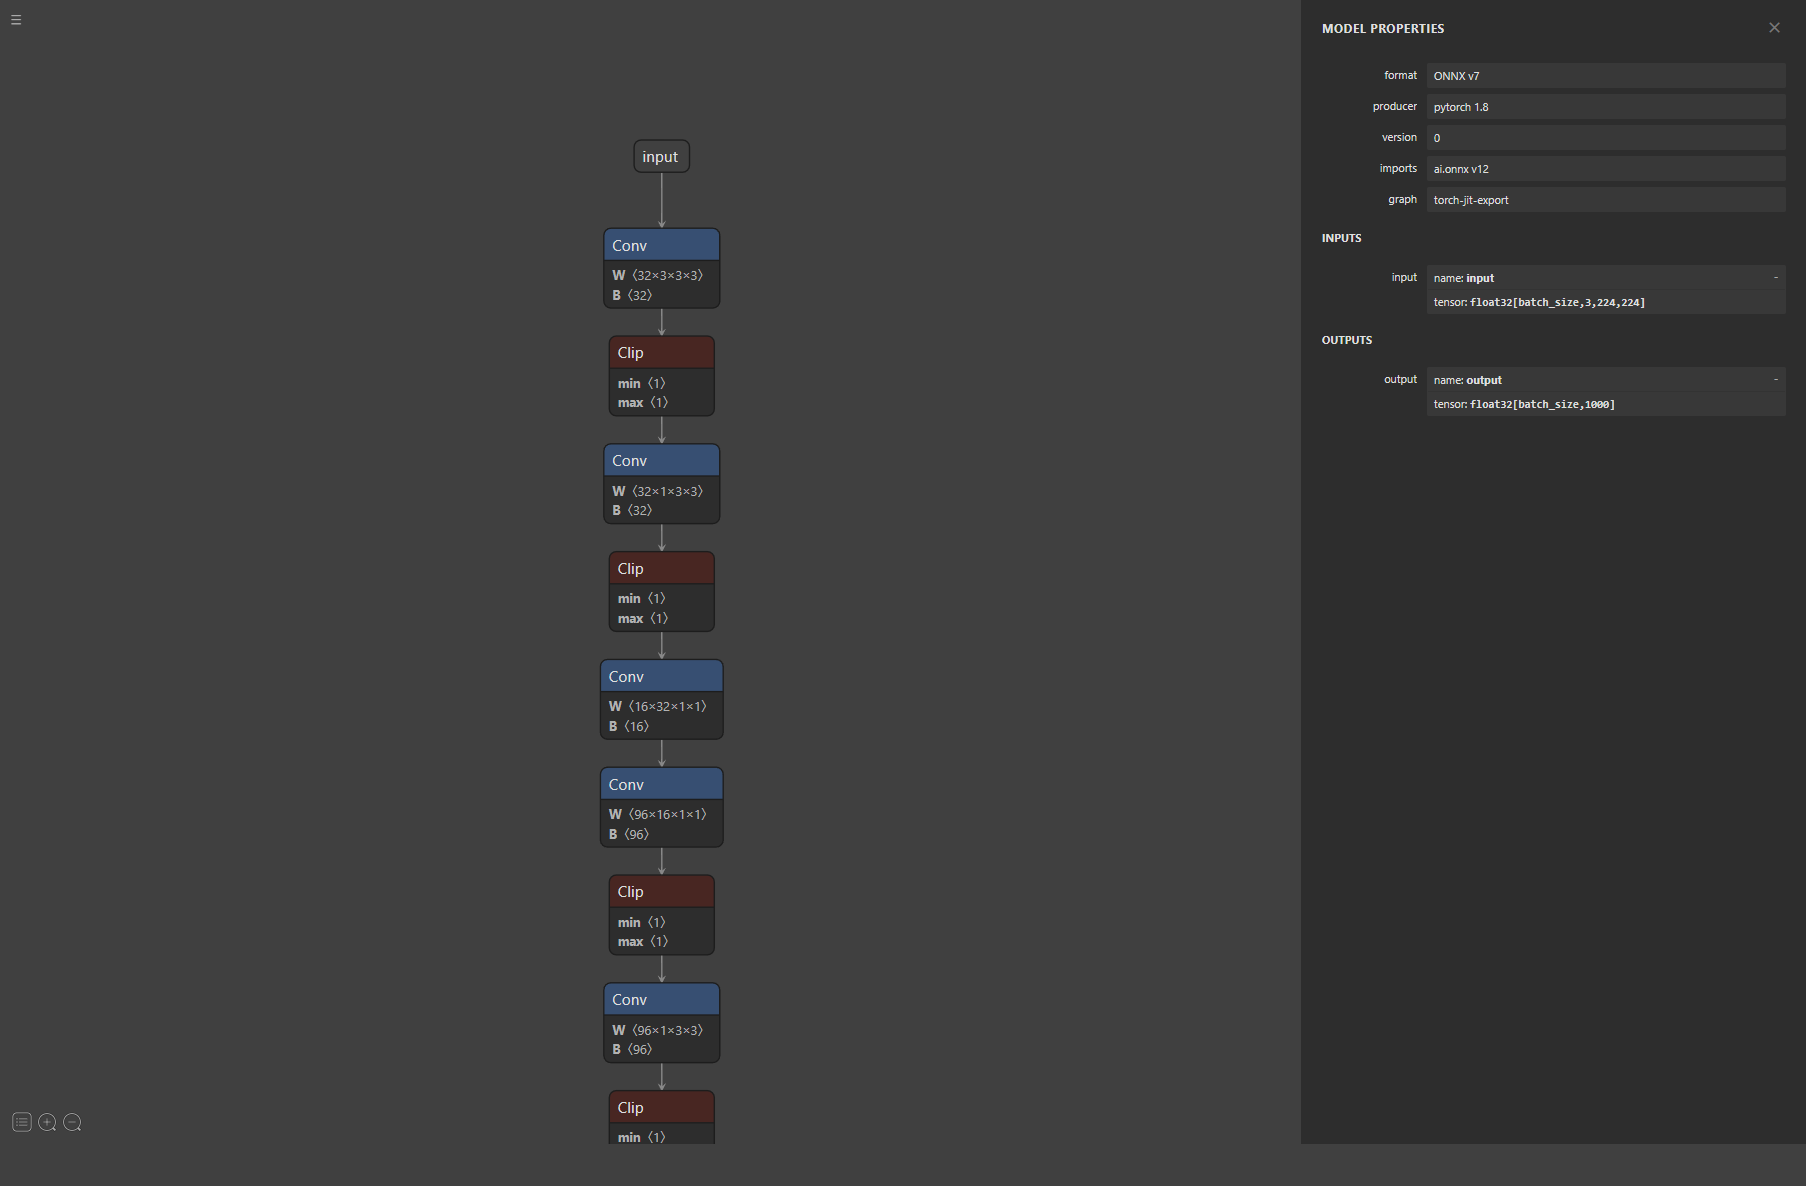 input
Conv
W 〈32×3×3×3〉
B 〈32〉
Clip
min 〈1〉
max 〈1〉
Conv
W 〈32×1×3×3〉
B 〈32〉
Clip
min 〈1〉
max 〈1〉
Conv
W 〈16×32×1×1〉
B 〈16〉
Conv
W 〈96×16×1×1〉
B 〈96〉
Clip
min 〈1〉
max 〈1〉
Conv
W 〈96×1×3×3〉
B 〈96〉
Clip
min 〈1〉
MODEL PROPERTIES
format ONNX v7
producer pytorch 1.8
version 0
imports ai.onnx v12
graph torch-jit-export
INPUTS
input name: input -
tensor: float32[batch_size,3,224,224]
OUTPUTS
output name: output -
tensor: float32[batch_size,1000]